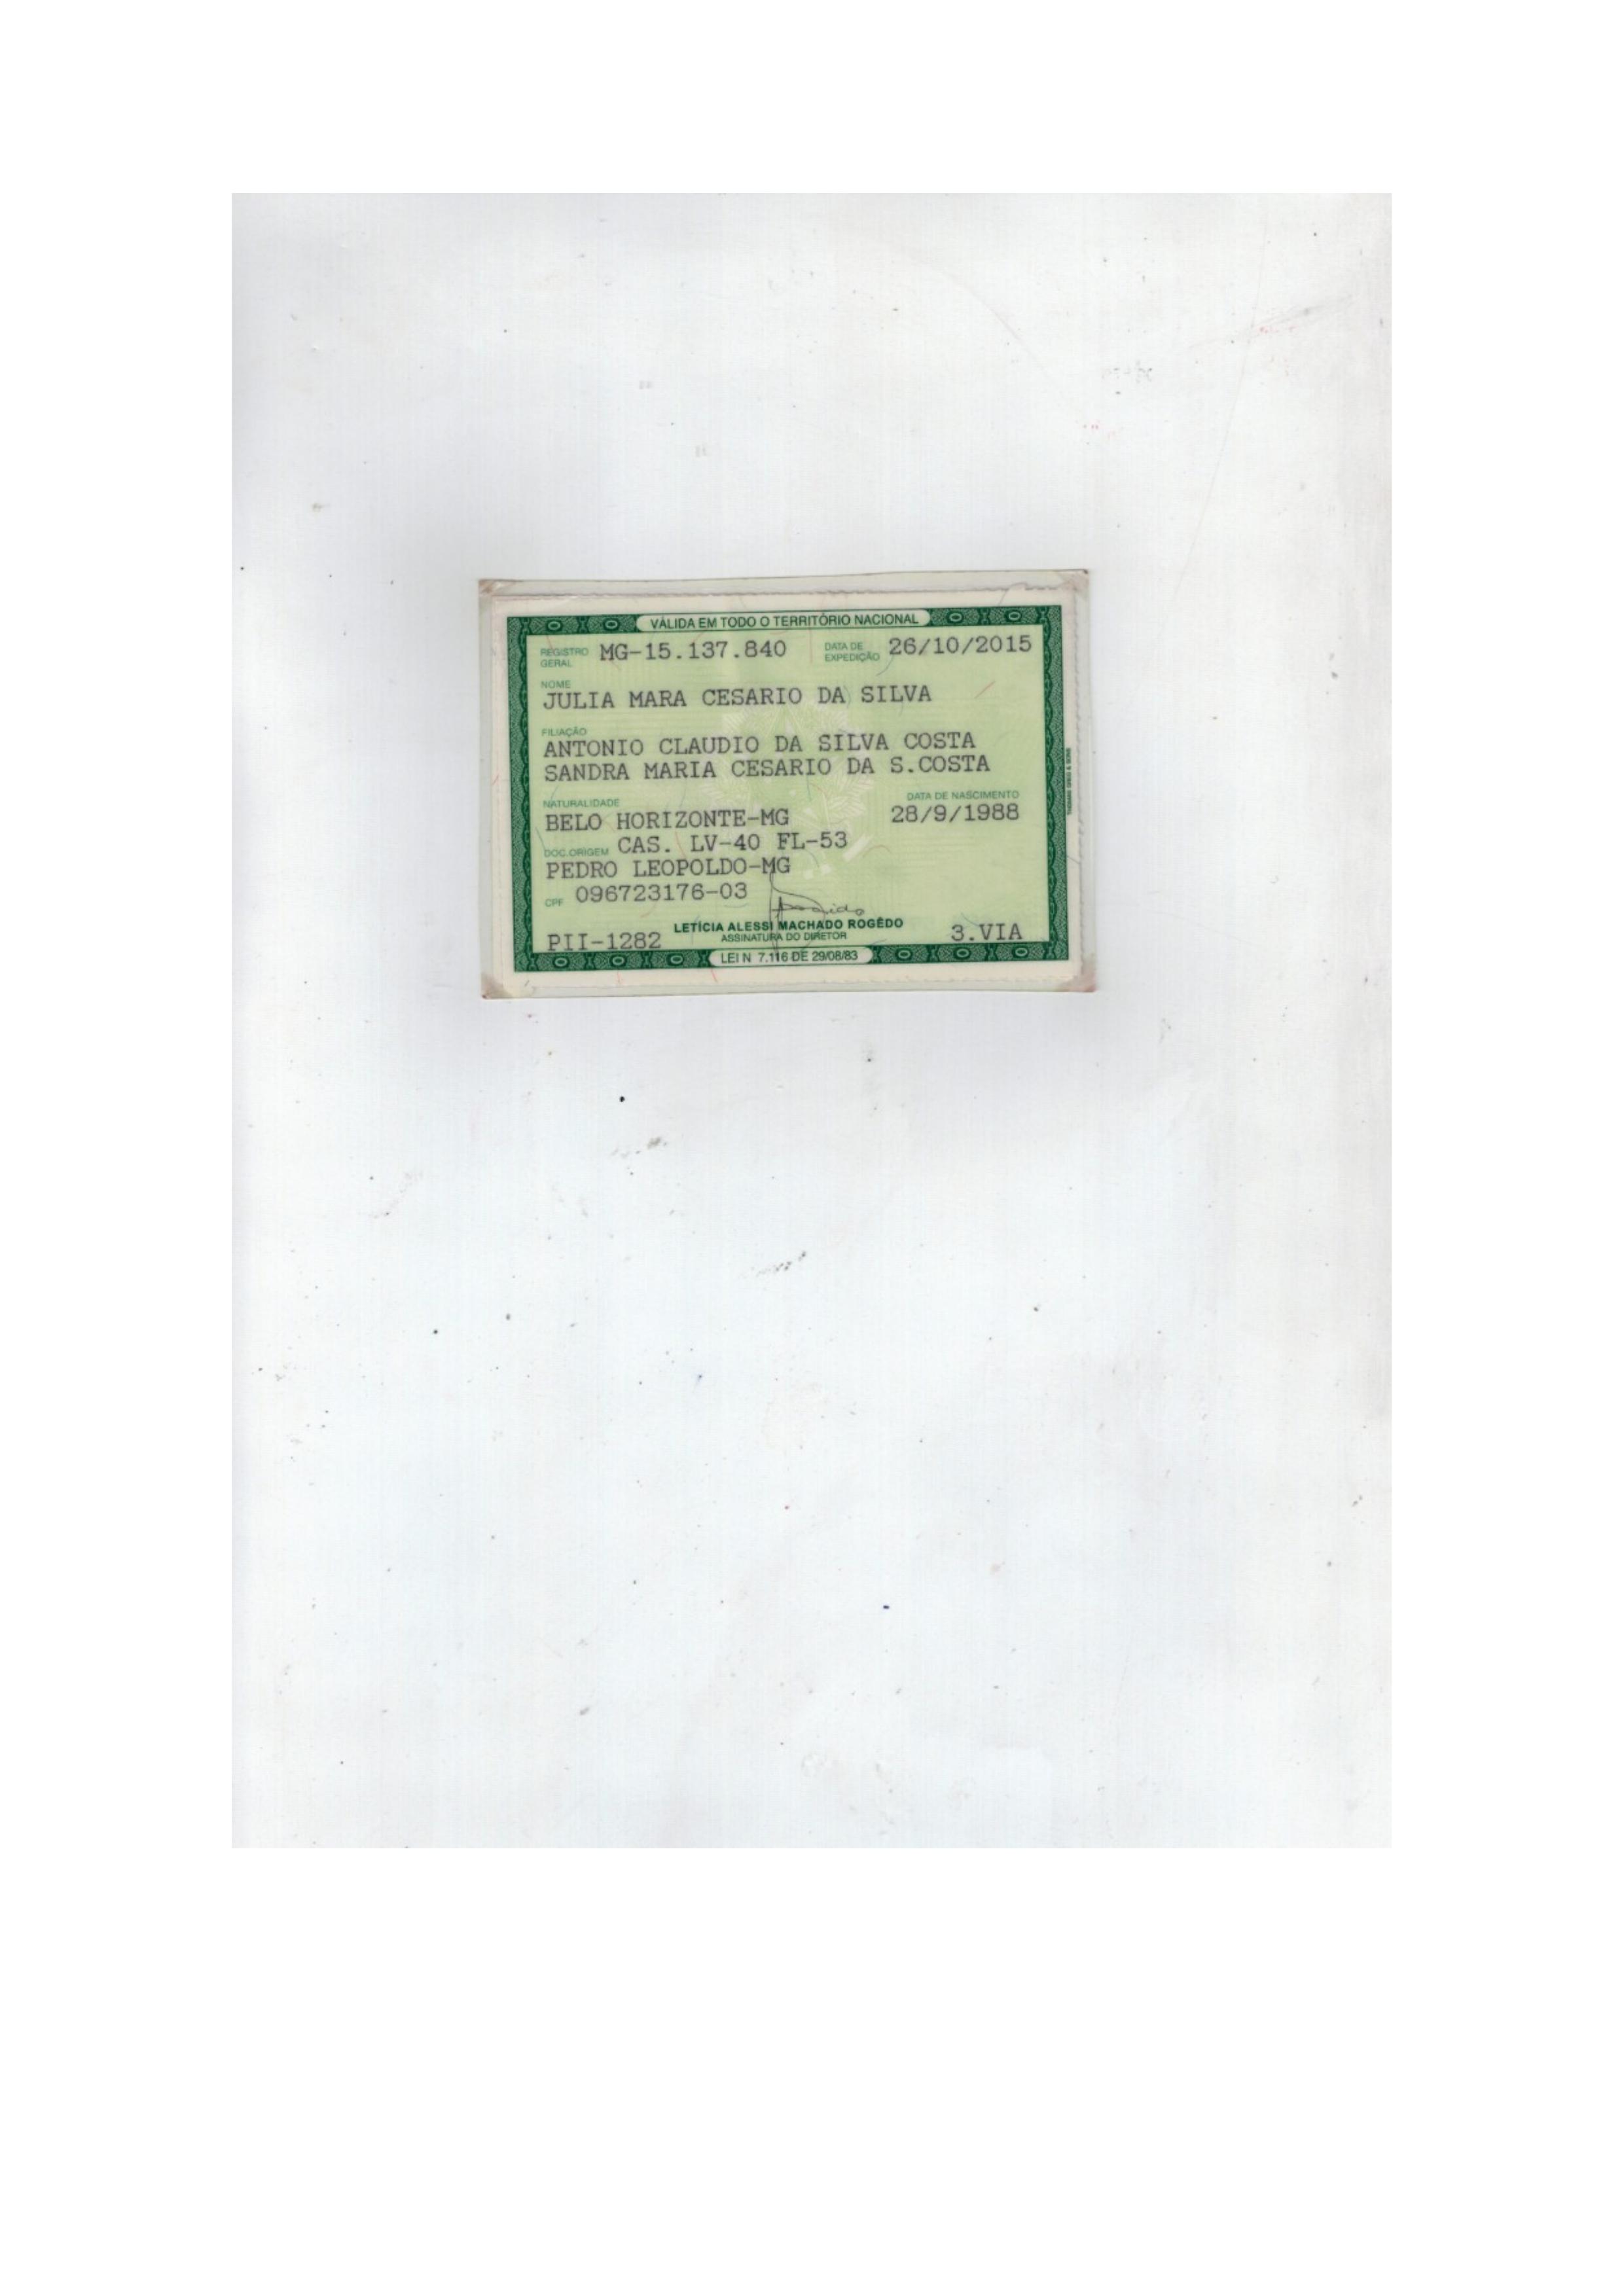 VÁLIDA EM TODO O TERRITÓRIO NACIONAL
REGISTRO GERAL MG-15.137.840 DATA DE EXPEDIÇÃO 26/10/2015
NOME
JULIA MARA CESARIO DA SILVA
FILIAÇÃO
ANTONIO CLAUDIO DA SILVA COSTA
SANDRA MARIA CESARIO DA S.COSTA
NATURALIDADE DATA DE NASCIMENTO
BELO HORIZONTE-MG 28/9/1988
DOC.ORIGEM CAS. LV-40 FL-53
PEDRO LEOPOLDO-MG
CPF 096723176-03
LETÍCIA ALESSI MACHADO ROGÊDO
PII-1282 ASSINATURA DO DIRETOR 3.VIA
LEI N 7.116 DE 29/08/83